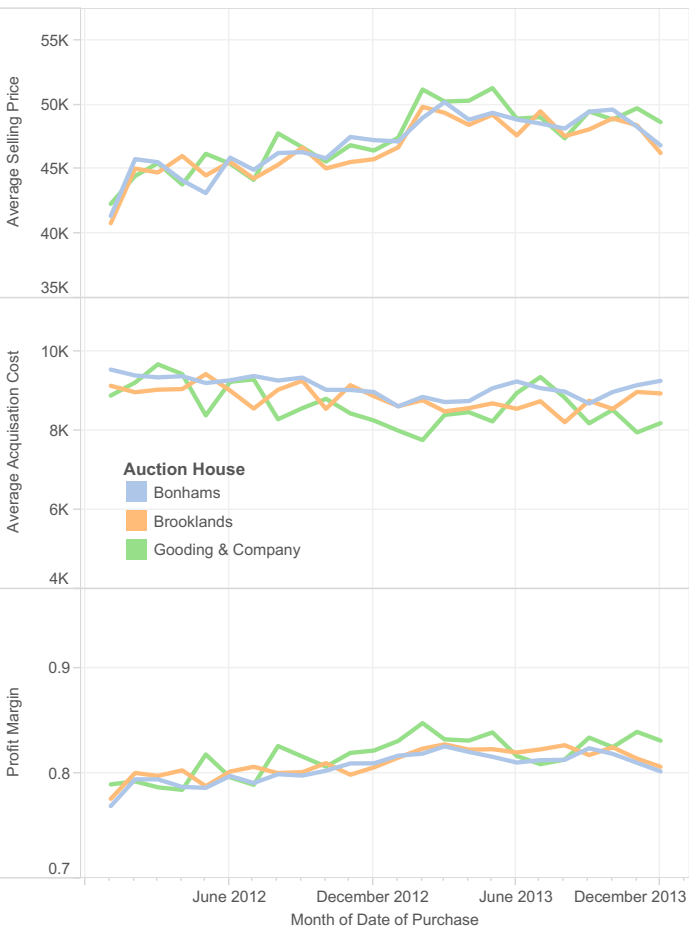 Average Selling Price
55K
50K
45K
40K
35K
Average Acquisation Cost
10K
8K
6K
4K
Auction House
Bonhams
Brooklands
Gooding & Company
Profit Margin
0.9
0.8
0.7
June 2012
December 2012
June 2013
December 2013
Month of Date of Purchase